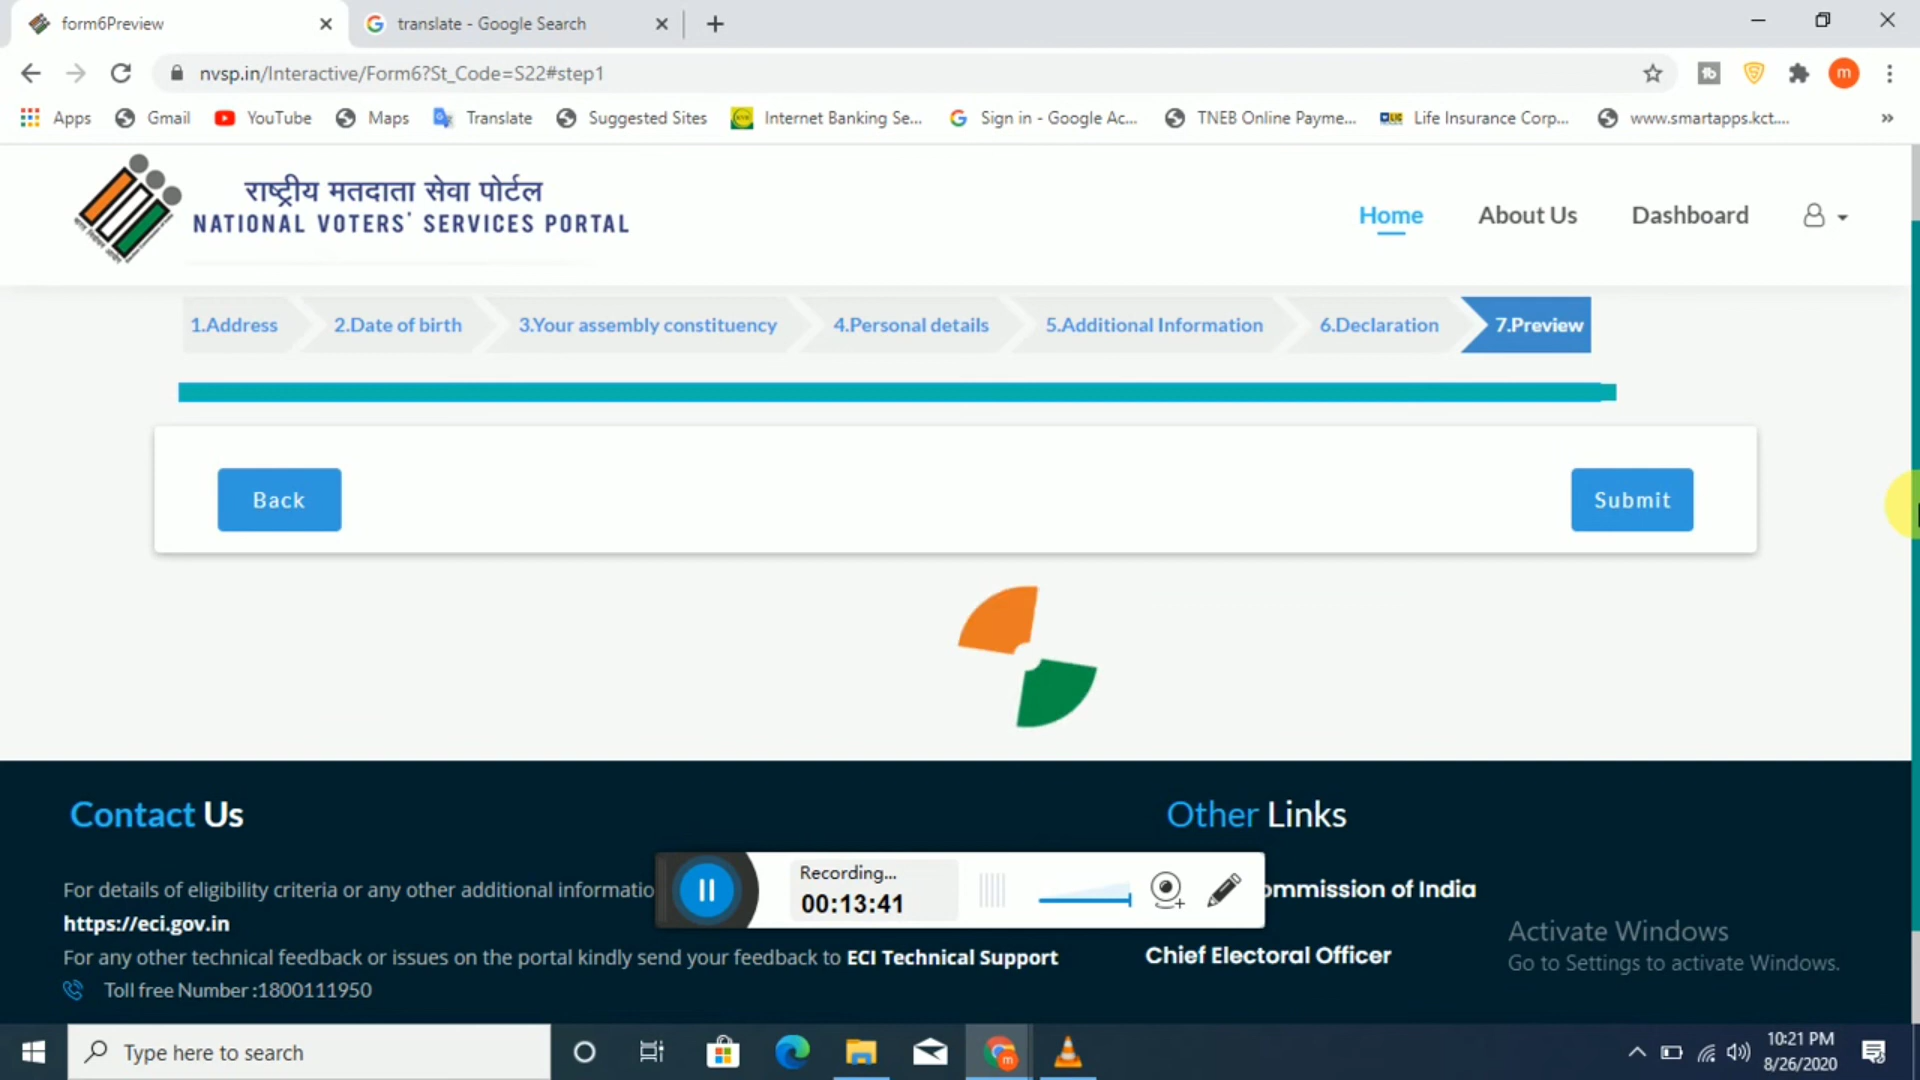 form6Preview
translate - Google Search
nvsp.in/Interactive/Form6?St_Code=S22#step1
m
Apps
Gmail
YouTube
Maps
Translate
Suggested Sites
Internet Banking Se...
Sign in - Google Ac...
TNEB Online Payme...
LIC
Life Insurance Corp...
www.smartapps.kct....
»
राष्ट्रीय मतदाता सेवा पोर्टल
NATIONAL VOTERS' SERVICES PORTAL
Home
About Us
Dashboard
1.Address
2.Date of birth
3.Your assembly constituency
4.Personal details
5.Additional Information
6.Declaration
7.Preview
Back
Submit
Contact Us
Other Links
For details of eligibility criteria or any other additional informatio
ommission of India
https://eci.gov.in
For any other technical feedback or issues on the portal kindly send your feedback to ECI Technical Support
Chief Electoral Officer
Toll free Number :1800111950
Recording...
00:13:41
Activate Windows
Go to Settings to activate Windows.
Type here to search
m
10:21 PM
8/26/2020